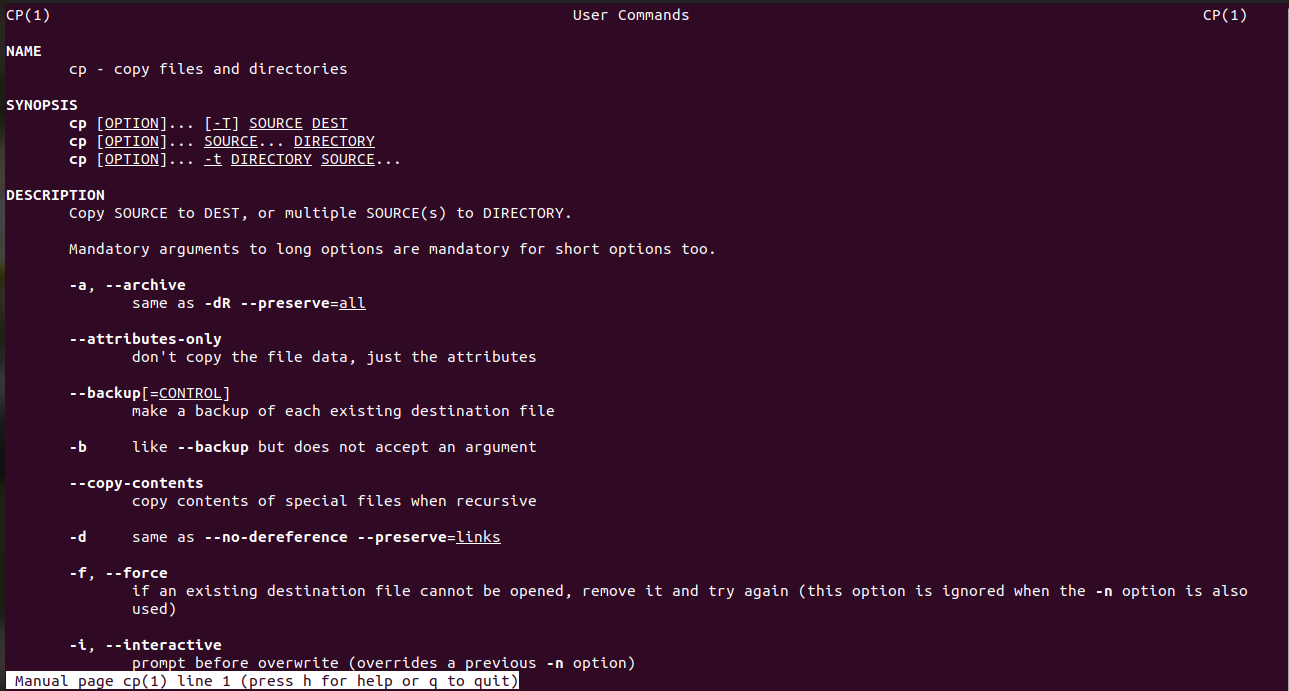 CP(1) User Commands CP(1)
NAME
cp - copy files and directories
SYNOPSIS
cp [OPTION]... [-T] SOURCE DEST
cp [OPTION]... SOURCE... DIRECTORY
cp [OPTION]... -t DIRECTORY SOURCE...
DESCRIPTION
Copy SOURCE to DEST, or multiple SOURCE(s) to DIRECTORY.
Mandatory arguments to long options are mandatory for short options too.
-a, --archive
same as -dR --preserve=all
--attributes-only
don't copy the file data, just the attributes
--backup[=CONTROL]
make a backup of each existing destination file
-b like --backup but does not accept an argument
--copy-contents
copy contents of special files when recursive
-d same as --no-dereference --preserve=links
-f, --force
if an existing destination file cannot be opened, remove it and try again (this option is ignored when the -n option is also
used)
-i, --interactive
prompt before overwrite (overrides a previous -n option)
Manual page cp(1) line 1 (press h for help or q to quit)